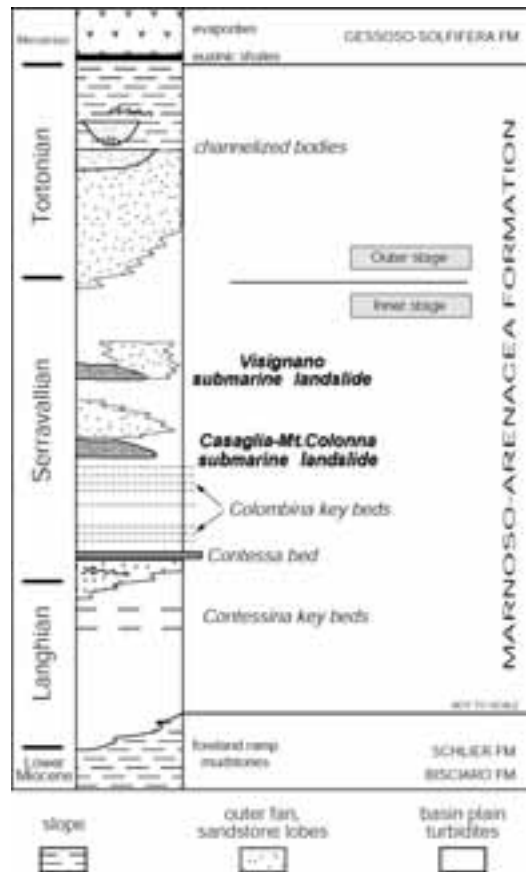 Messinian
evaporites
GESSOSO-SOLFIFERA FM
euxinic shales
Tortonian
channelized bodies
Outer stage
Inner stage
Serravallian
Visignano
submarine landslide
Casaglia-Mt.Colonna
submarine landslide
Colombina key beds
Contessa bed
Langhian
Contessina key beds
MARNOSO-ARENACEA FORMATION
NOT TO SCALE
Lower
Miocene
foreland ramp
mudstones
SCHLIER FM
BISCIARO FM
slope
outer fan,
sandstone lobes
basin plain
turbidites